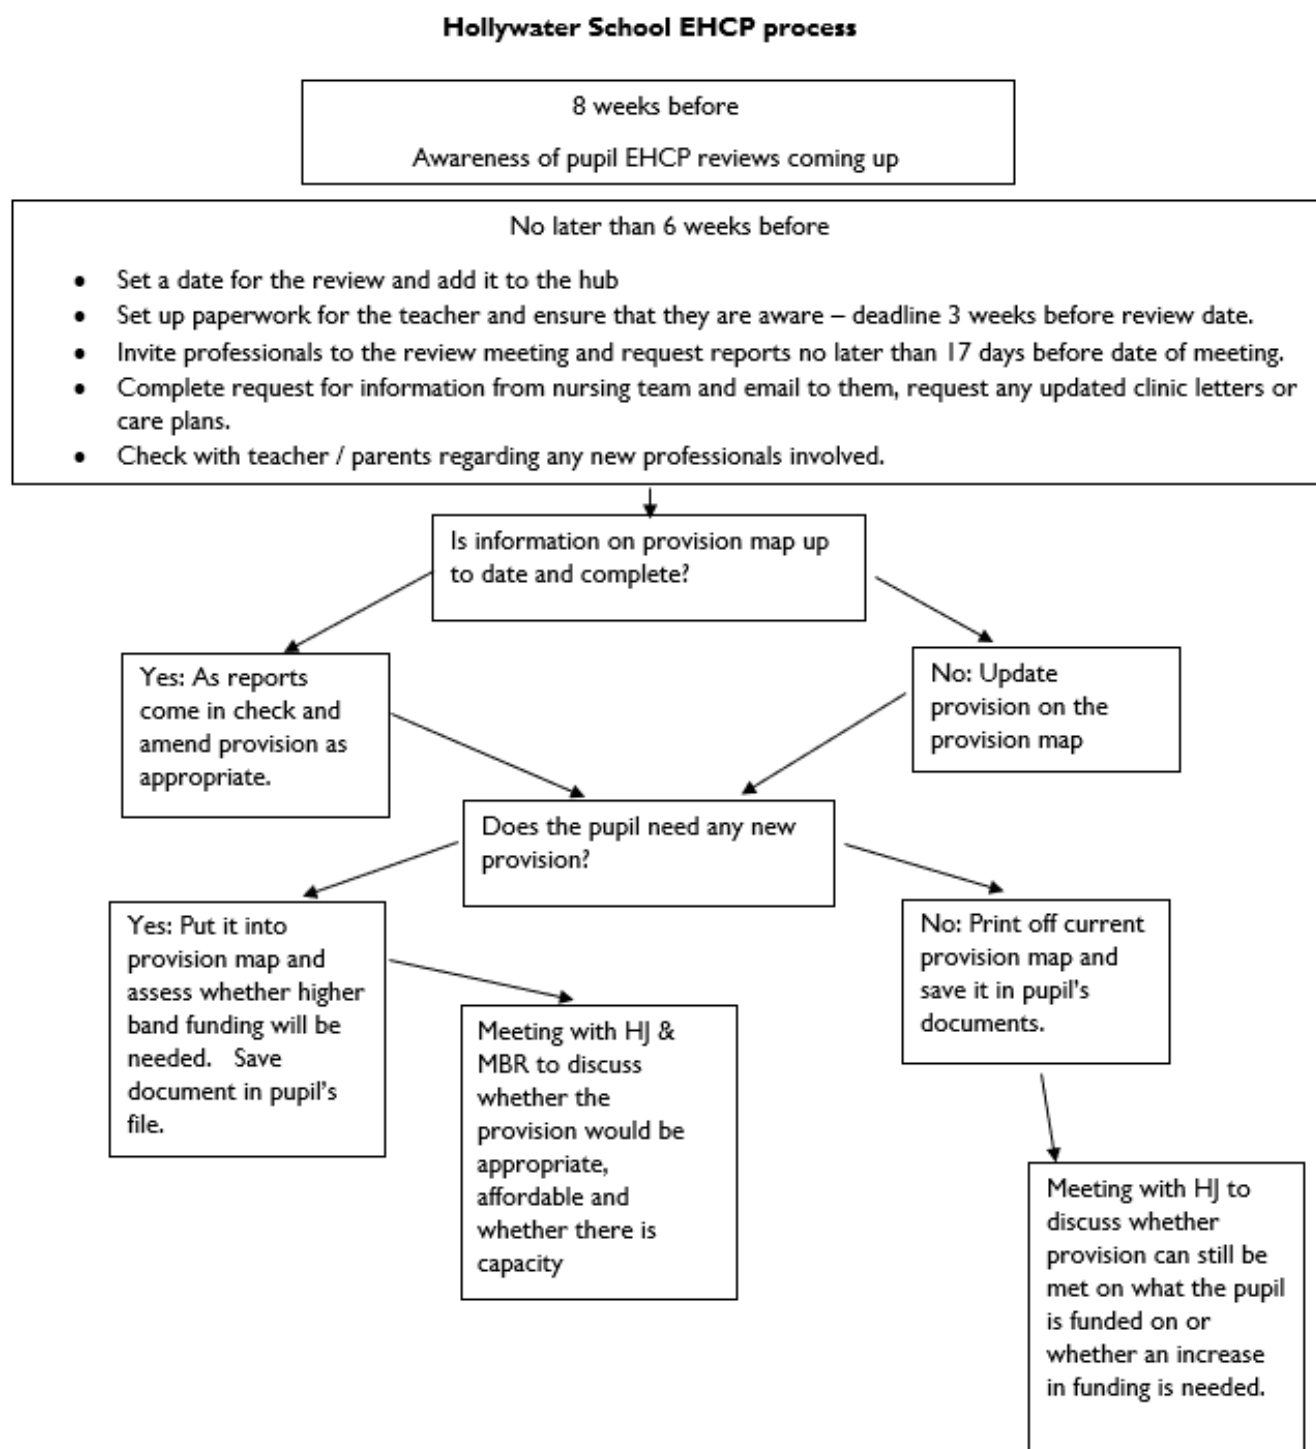 Hollywater School EHCP process
8 weeks before
Awareness of pupil EHCP reviews coming up
No later than 6 weeks before
• Set a date for the review and add it to the hub
• Set up paperwork for the teacher and ensure that they are aware – deadline 3 weeks before review date.
• Invite professionals to the review meeting and request reports no later than 17 days before date of meeting.
• Complete request for information from nursing team and email to them, request any updated clinic letters or
care plans.
• Check with teacher / parents regarding any new professionals involved.
Is information on provision map up
to date and complete?
Yes: As reports
come in check and
amend provision as
appropriate.
No: Update
provision on the
provision map
Does the pupil need any new
provision?
Yes: Put it into
provision map and
assess whether higher
band funding will be
needed. Save
document in pupil's
file.
Meeting with HJ &
MBR to discuss
whether the
provision would be
appropriate,
affordable and
whether there is
capacity
No: Print off current
provision map and
save it in pupil's
documents.
Meeting with HJ to
discuss whether
provision can still be
met on what the pupil
is funded on or
whether an increase
in funding is needed.